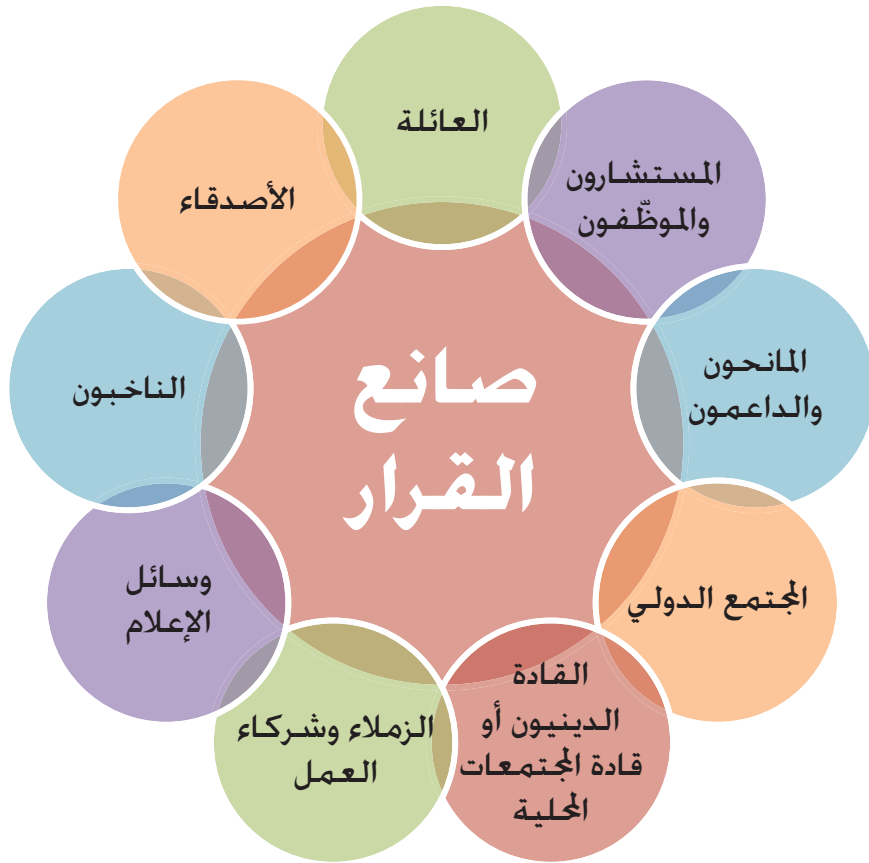 العائلة
المستشارون
والموظّفون
المانحون
والداعمون
المجتمع الدولي
القادة
الدينيون أو
قادة المجتمعات
المحلية
الزملاء وشركاء
العمل
وسائل
الإعلام
الناخبون
الأصدقاء
صانع
القرار